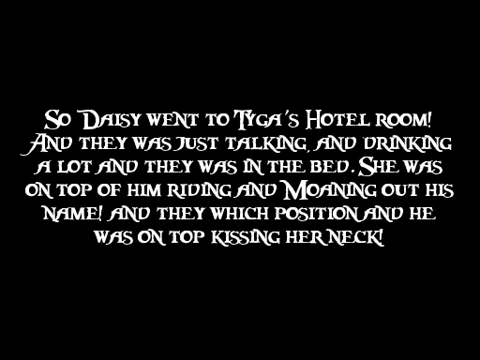 So Daisy went to Tyga's Hotel room!
And they was just talking, and drinking
a lot and they was in the bed. She was
on top of him riding and Moaning out his
name! and they which position and he
was on top kissing her neck!